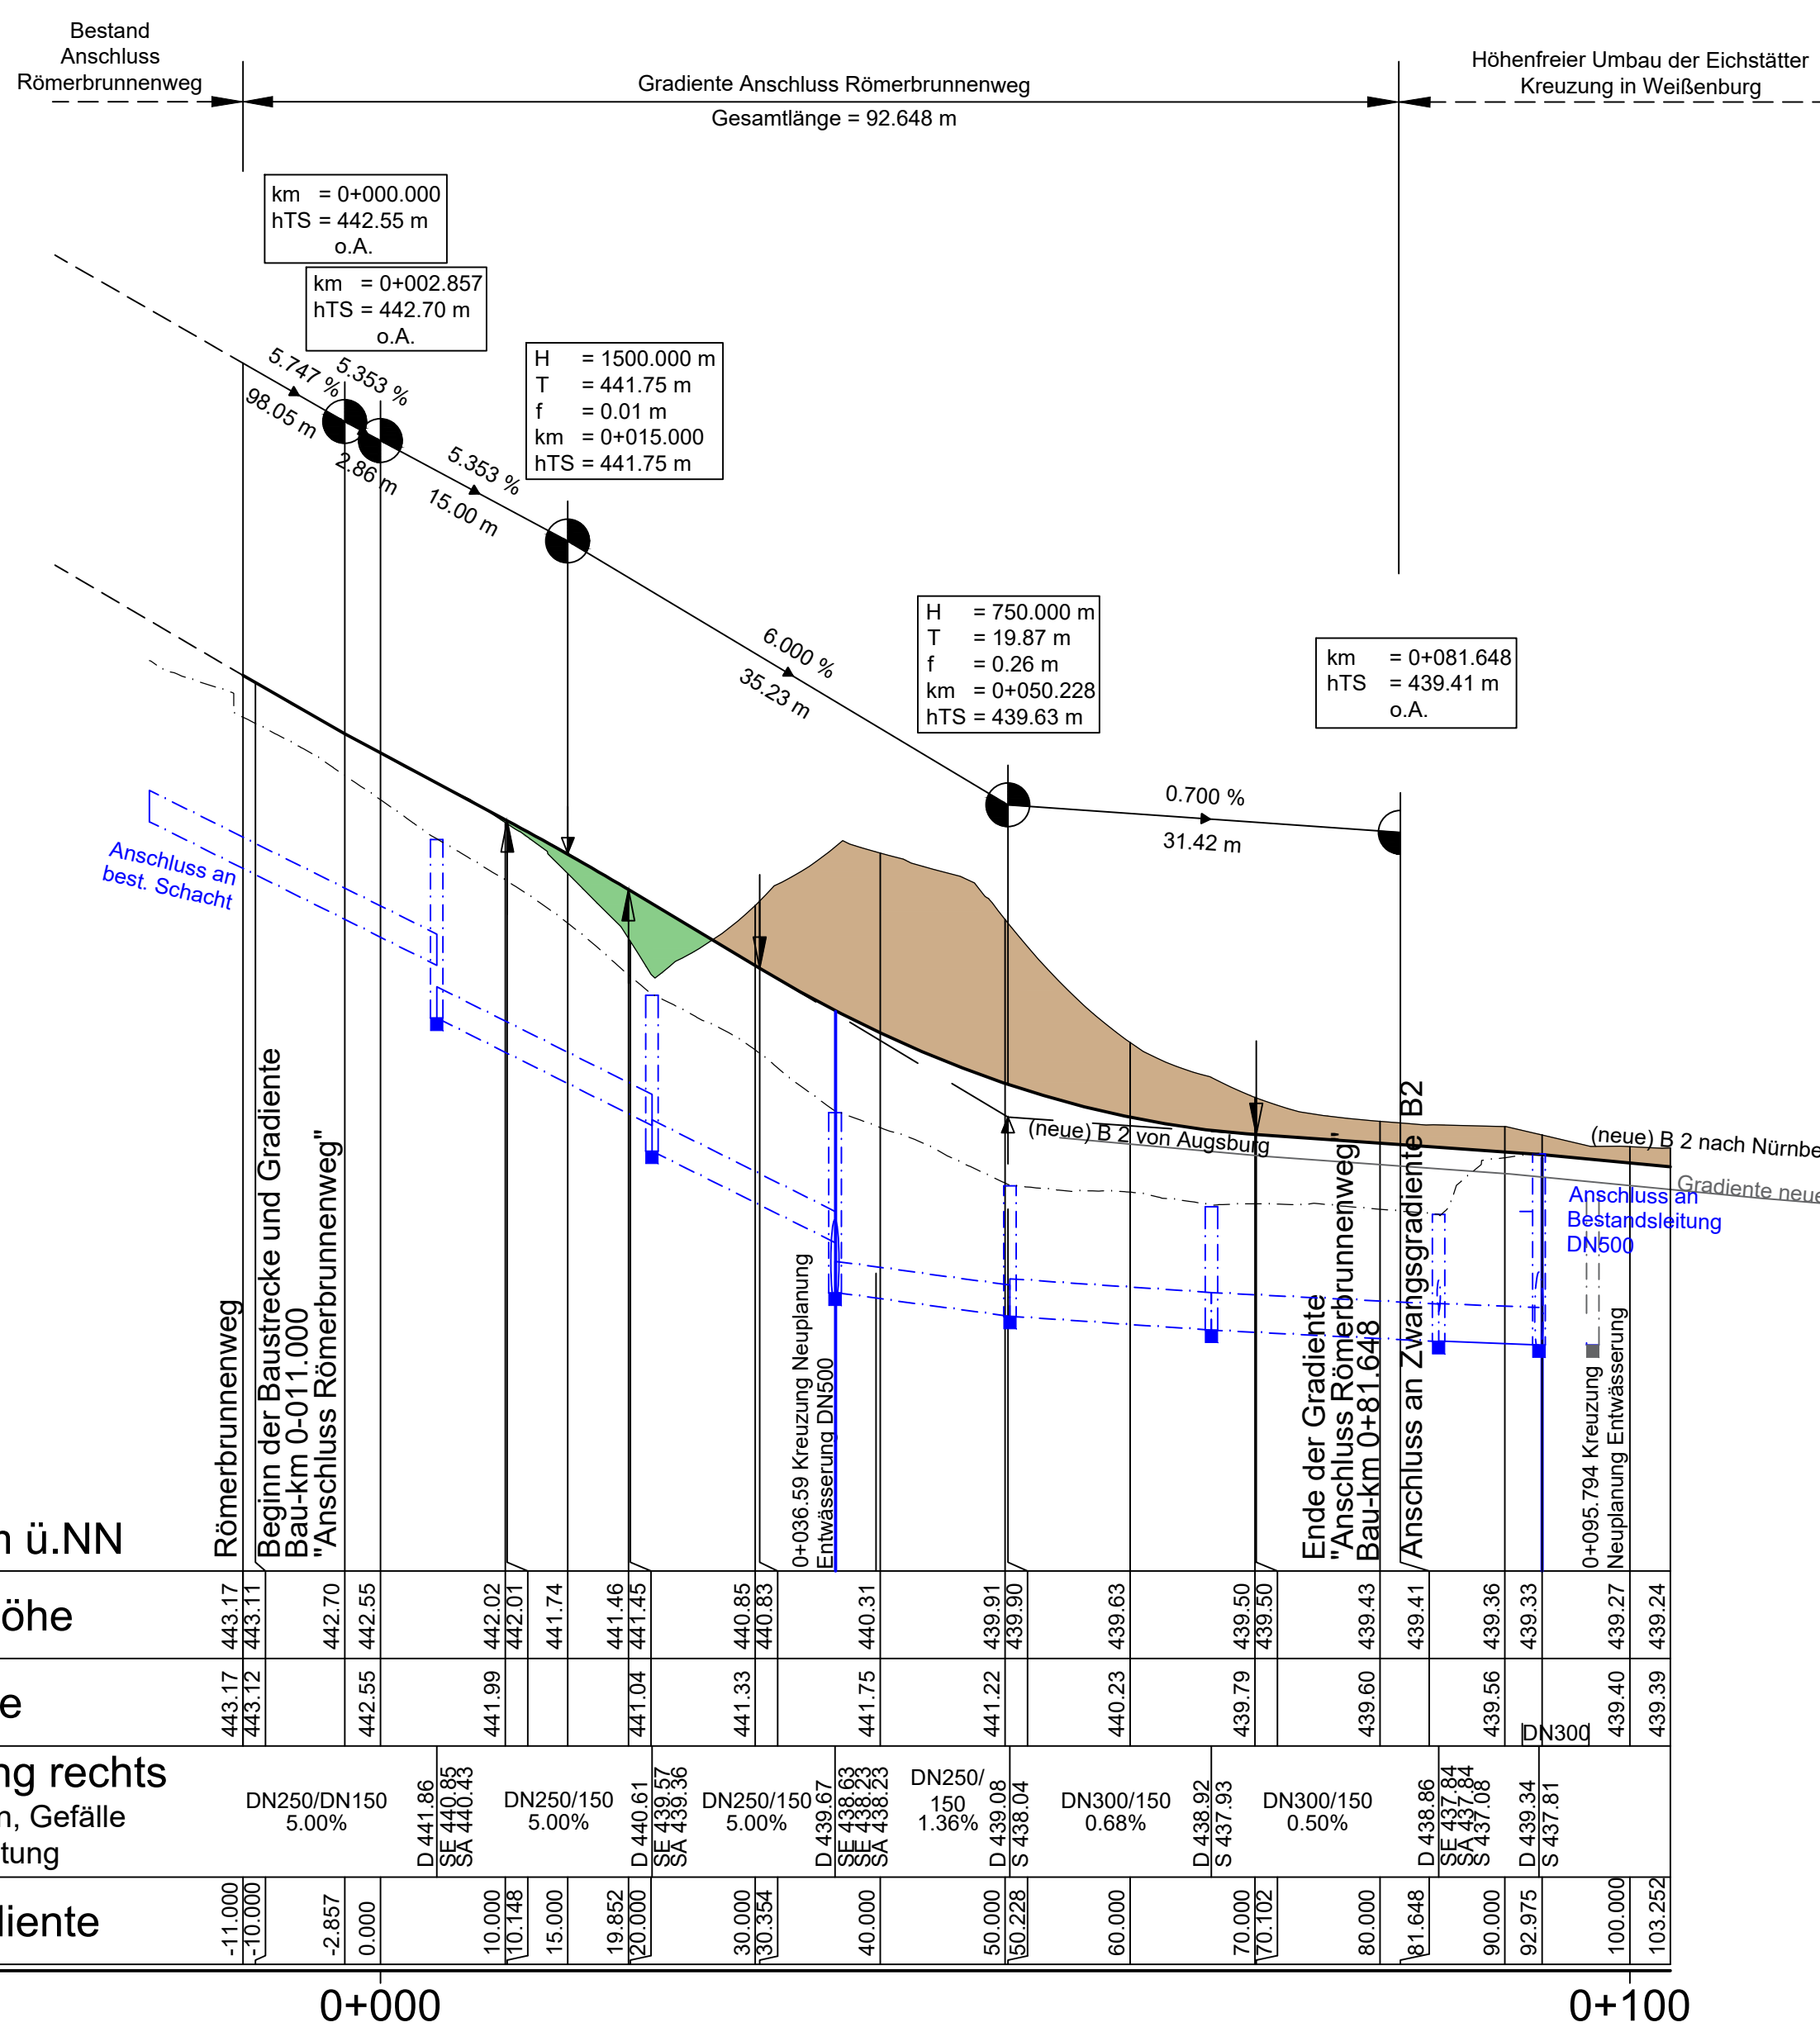 Bestand
Anschluss
Römerbrunnenweg
Gradiente Anschluss Römerbrunnenweg
Gesamtlänge = 92.648 m
Höhenfreier Umbau der Eichstätter
Kreuzung in Weißenburg
km = 0+000.000
hTS = 442.55 m
o.A.
km = 0+002.857
hTS = 442.70 m
o.A.
H = 1500.000 m
T = 441.75 m
f = 0.01 m
km = 0+015.000
hTS = 441.75 m
5.747 %
98.05 m
5.353 %
2.86 m
5.353 %
15.00 m
6.000 %
35.23 m
H = 750.000 m
T = 19.87 m
f = 0.26 m
km = 0+050.228
hTS = 439.63 m
km = 0+081.648
hTS = 439.41 m
o.A.
0.700 %
31.42 m
Anschluss an
best. Schacht
(neue) B 2 von Augsburg
(neue) B 2 nach Nürnbe
Gradiente neue
Anschluss an
Bestandsleitung
DN500
Römerbrunnenweg
Beginn der Baustrecke und Gradiente
Bau-km 0-011.000
"Anschluss Römerbrunnenweg"
0+036.59 Kreuzung Neuplanung
Entwässerung DN500
Ende der Gradiente
"Anschluss Römerbrunnenweg"
Bau-km 0+81.648
Anschluss an Zwangsgradiente B2
0+095.794 Kreuzung
Neuplanung Entwässerung
ü.NN
öhe
443.17
443.11
442.70
442.55
442.02
442.01
441.74
441.46
441.45
440.85
440.83
440.31
439.91
439.90
439.63
439.50
439.50
439.43
439.41
439.36
439.33
439.27
439.24
e
443.17
443.12
442.55
441.99
441.04
441.33
441.75
441.22
440.23
439.79
439.60
439.56
439.40
439.39
DN300
ng rechts
n, Gefälle
tung
DN250/DN150
5.00%
D 441.86
SE 440.85
SA 440.43
DN250/150
5.00%
D 440.61
SE 439.57
SA 439.36
DN250/150
5.00%
D 439.67
SE 438.63
SE 438.23
SA 438.23
DN250/
150
1.36%
D 439.08
S 438.04
DN300/150
0.68%
D 438.92
S 437.93
DN300/150
0.50%
D 438.86
SE 437.84
SA 437.84
S 437.08
D 439.34
S 437.81
diente
-11.000
-10.000
-2.857
0.000
10.000
10.148
15.000
19.852
20.000
30.000
30.354
40.000
50.000
50.228
60.000
70.000
70.102
80.000
81.648
90.000
92.975
100.000
103.252
0+000
0+100